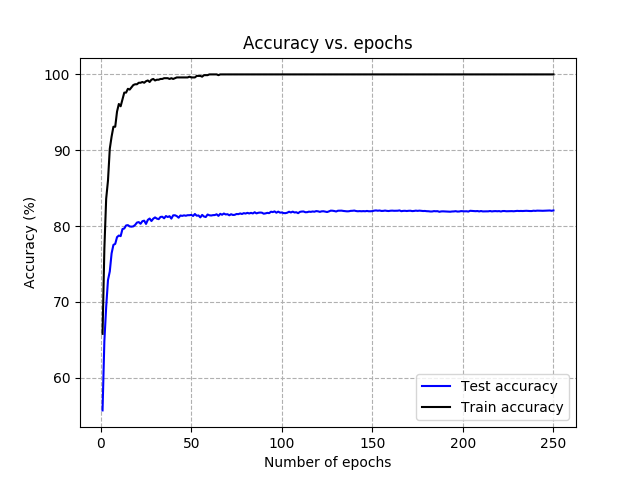 Accuracy vs. epochs
Accuracy (%)
100
90
80
70
60
0 50 100 150 200 250
Number of epochs
Test accuracy
Train accuracy